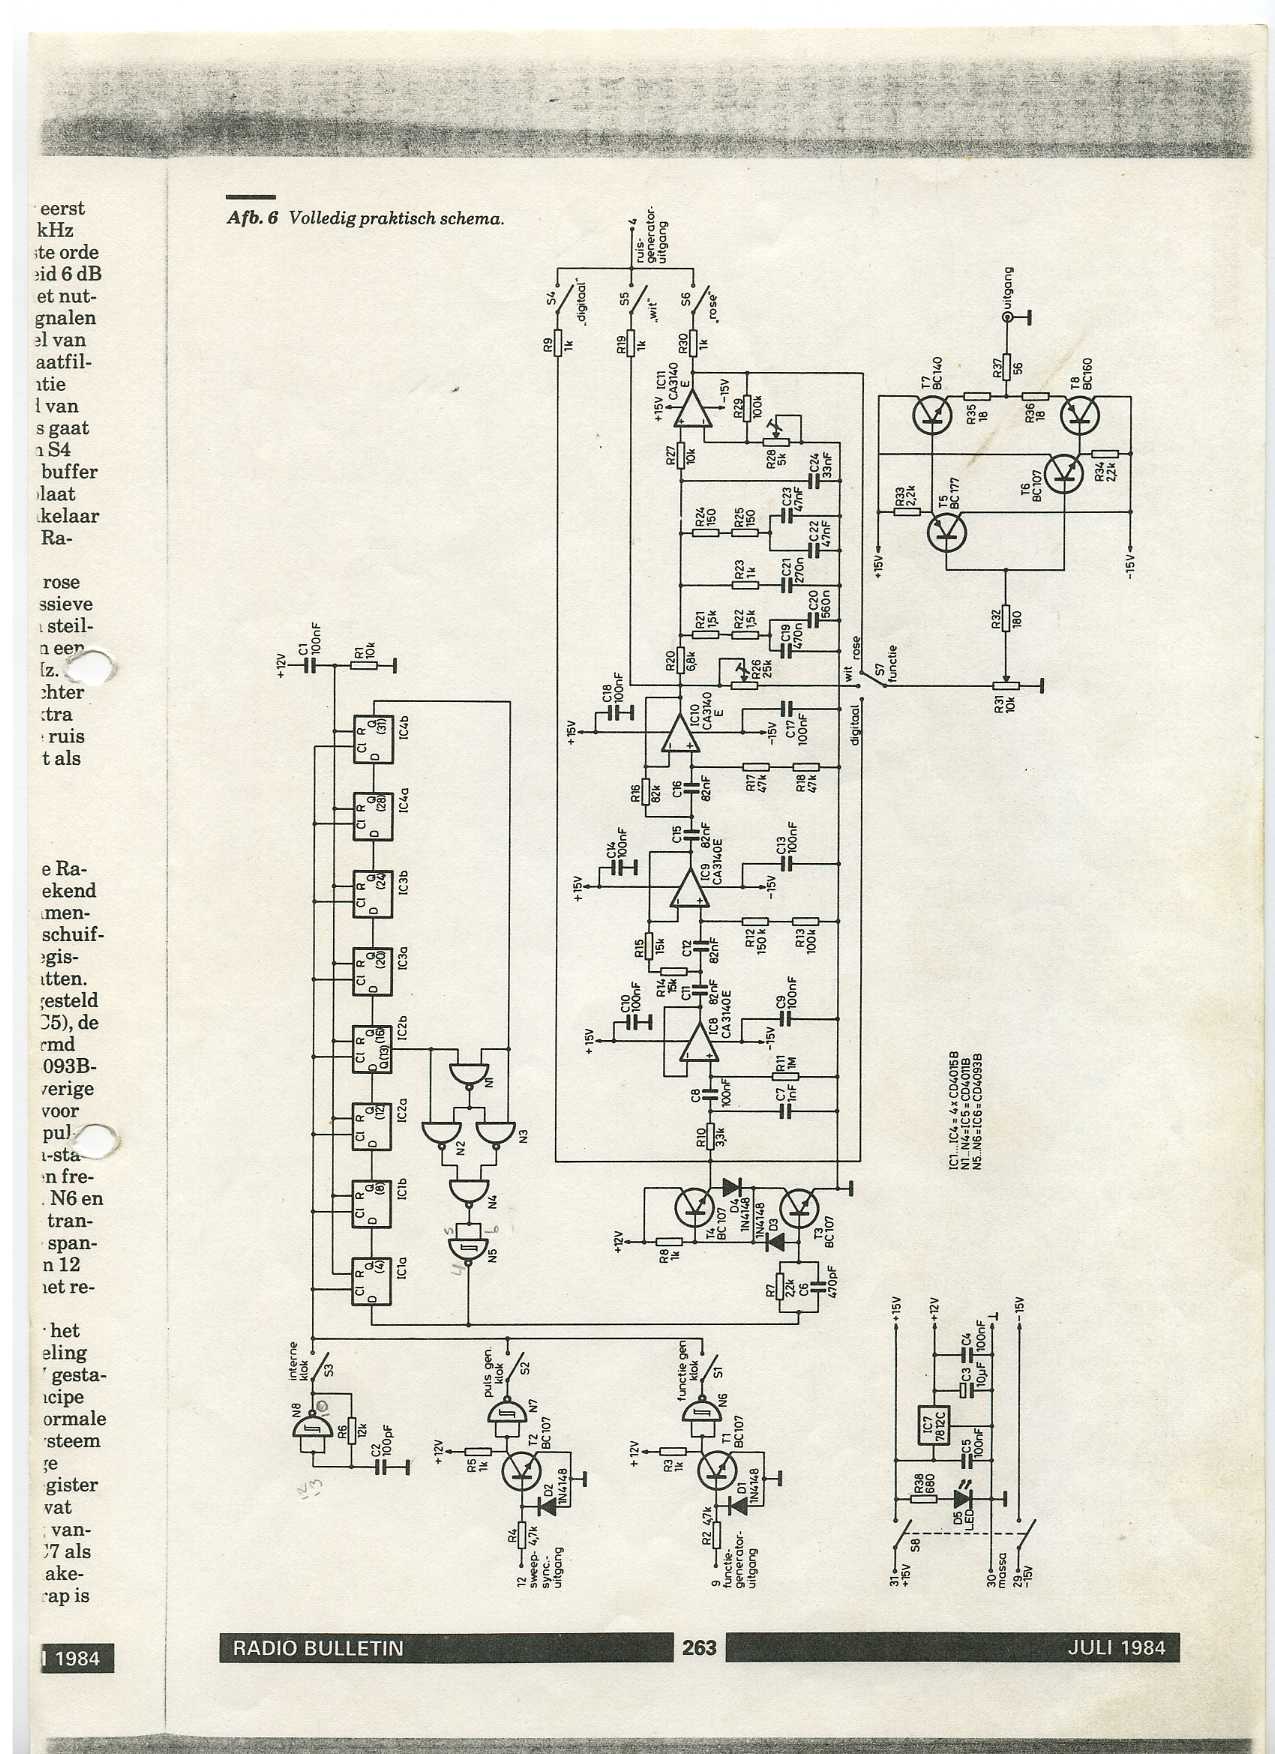 eerst
kHz
ste orde
eid 6 dB
et nut-
gnalen
el van
aatfil-
ntie
d van
s gaat
n S4
buffer
plaat
kelaar
Ra-
rose
ssieve
steil-
n een
Iz.
chter
xtra
ruis
t als
e Ra-
ekend
men-
schuif-
egis-
atten.
gesteld
C5), de
rmd
093B-
verige
voor
pul-
a-sta-
en fre-
N6 en
tran-
span-
n 12
net re-
het
eling
gesta-
ncipe
ormale
steem
ge
gister
wat
van-
C7 als
ake-
rap is
I 1984
Afb. 6 Volledig praktisch schema.
+12V
C1
100nF
R1
10k
Cl R Q (4) D IC1a
Cl R Q (8) D IC1b
Cl R Q (12) D IC2a
Cl R Q (16) Q(13) D IC2b
Cl R Q (20) D IC3a
Cl R Q (24) D IC3b
Cl R Q (28) D IC4a
Cl R Q (31) D IC4b
N1
N2
N3
N4
5
6
N5
4
interne
klok
S3
N8
10
R6
12k
C2
100pF
12
13
puls gen.
klok
S2
N7
+12V
R5
1k
T2
BC107
D2
1N4148
R4
4,7k
12
sweep-
sync.-
uitgang
functie gen
klok
S1
N6
+12V
R3
1k
T1
BC107
D1
1N4148
R2
4,7k
9
functie-
generator-
uitgang
+12V
R8
1k
T4
BC107
D4
1N4148
D3
1N4148
T3
BC107
R7
2,2k
C6
470pF
R10
3,3k
C7
1nF
C8
100nF
R11
1M
IC8
CA3140E
+15V
C10
100nF
C9
100nF
-15V
C11
82nF
R14
15k
R15
15k
C12
82nF
R12
150k
R13
100k
IC9
CA3140E
+15V
C14
100nF
C13
100nF
-15V
C15
82nF
R16
82k
C16
82nF
R17
47k
R18
47k
IC10
CA3140
E
+15V
C18
100nF
-15V
C17
100nF
R20
6,8k
R26
25k
R21
1,5k
R22
1,5k
C19
470n
C20
560n
R23
1k
C21
270n
R24
150
R25
150
C22
47nF
C23
47nF
C24
33nF
R27
10k
R28
5k
R29
100k
IC11
CA3140
E
+15V
-15V
R9
1k
S4
„digitaal"
R19
1k
S5
„wit"
R30
1k
S6
„rose"
4
ruis-
generator-
uitgang
digitaal
wit
rose
S7
functie
R31
10k
R32
180
+15V
R33
2,2k
T5
BC177
T6
BC107
R34
2,2k
-15V
T7
BC140
R35
18
R36
18
T8
BC160
R37
56
uitgang
IC1...IC4 = 4x CD4015B
N1...N4=IC5=CD4011B
N5...N6=IC6=CD4093B
31
+15V
30
massa
29
-15V
S8
R38
680
D5
LED
C5
100nF
IC7
7812C
C3
10µF
C4
100nF
+15V
+12V
⊥
-15V
RADIO BULLETIN
263
JULI 1984